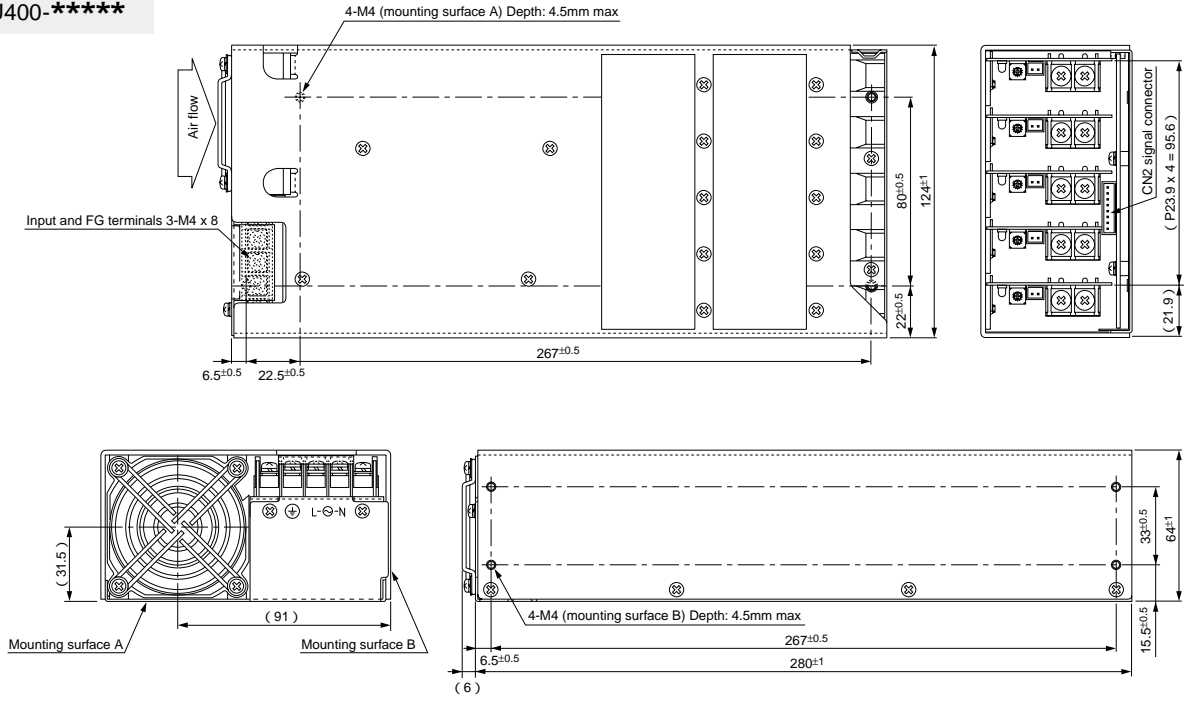 J400-*****
4-M4 (mounting surface A) Depth: 4.5mm max
Air flow
Input and FG terminals 3-M4 x 8
80±0.5
124±1
22±0.5
267±0.5
6.5±0.5
22.5±0.5
CN2 signal connector
( P23.9 x 4 = 95.6 )
( 21.9 )
L
N
( 31.5 )
( 91 )
Mounting surface A
Mounting surface B
4-M4 (mounting surface B) Depth: 4.5mm max
33±0.5
64±1
15.5±0.5
267±0.5
6.5±0.5
280±1
( 6 )